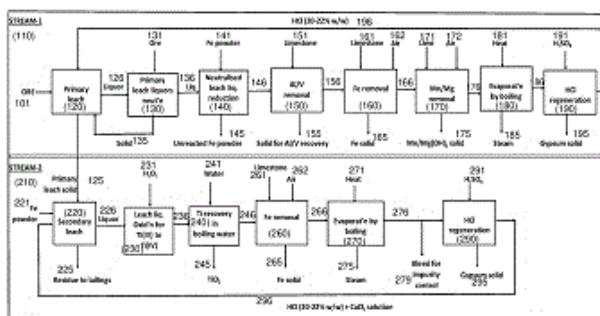 STREAM-1
HCl (20-22% w/w) 196
(110)
131
Ore
141
Fe powder
151
Limestone
161
Limestone
162
Air
171
Lime
172
Air
181
Heat
191
H₂SO₄
101
Primary leach (120)
126
Liquor
Primary leach liquors neut'n (130)
136
Liq.
Neutralised leach liq. reduction (140)
146
Al/V removal (150)
156
Fe removal (160)
166
Mn/Mg removal (170)
Evaporat'n by boiling (180)
HCl regeneration (190)
Solid 135
145
Unreacted Fe powder
155
Solid for Al/V recovery
165
Fe solid
175
Mn/Mg(OH)₂ solid
185
Steam
195
Gypsum solid
STREAM-2
(210)
Primary leach solid
125
231
H₂O₂
241
Water
Limestone
261
262
Air
271
Heat
291
H₂SO₄
221 Fe powder
(220) Secondary leach
226
Liquor
Leach liq. Oxid'n for Ti(III) to Ti(IV) (230)
236
Ti recovery (240) in boiling water
246
Fe removal (260)
266
Evaporat'n by boiling (270)
276
HCl regeneration (290)
225
Residue to tailings
245
TiO₂
265
Fe solid
275
Steam
279
Bleed for impurity control
Gypsum solid
295
296
HCl (20-22% w/w) + CaCl₂ solution